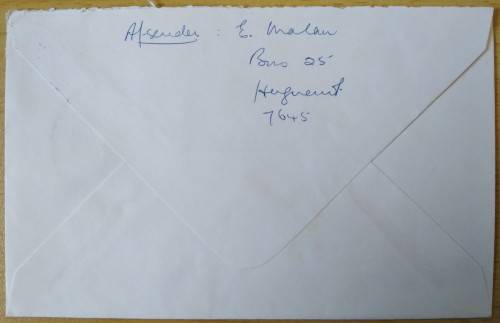 Afsender : E. Malan
Bus 25
Huguenot
7645